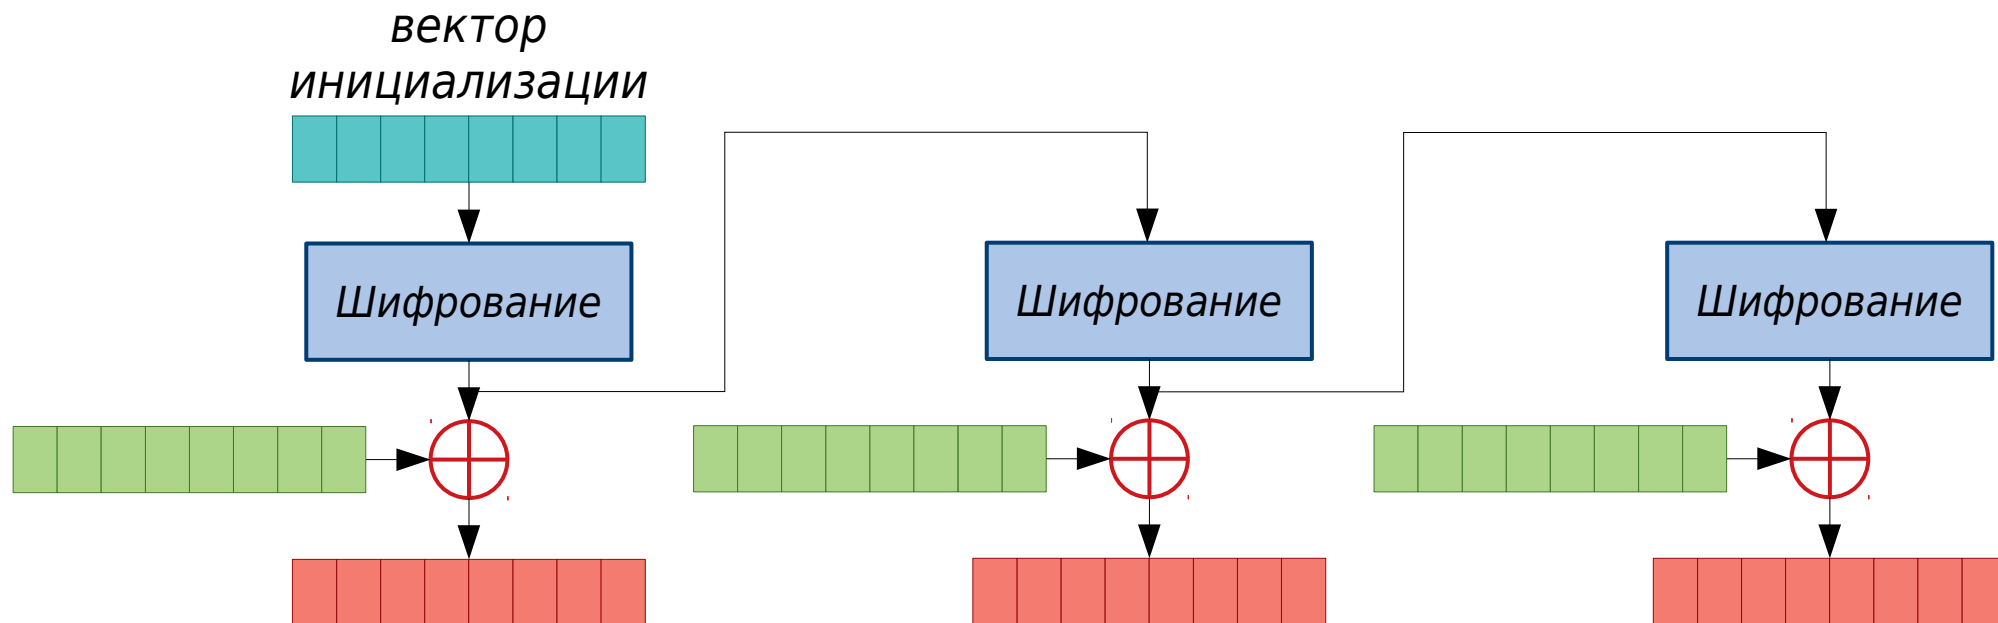 вектор
инициализации
Шифрование
Шифрование
Шифрование